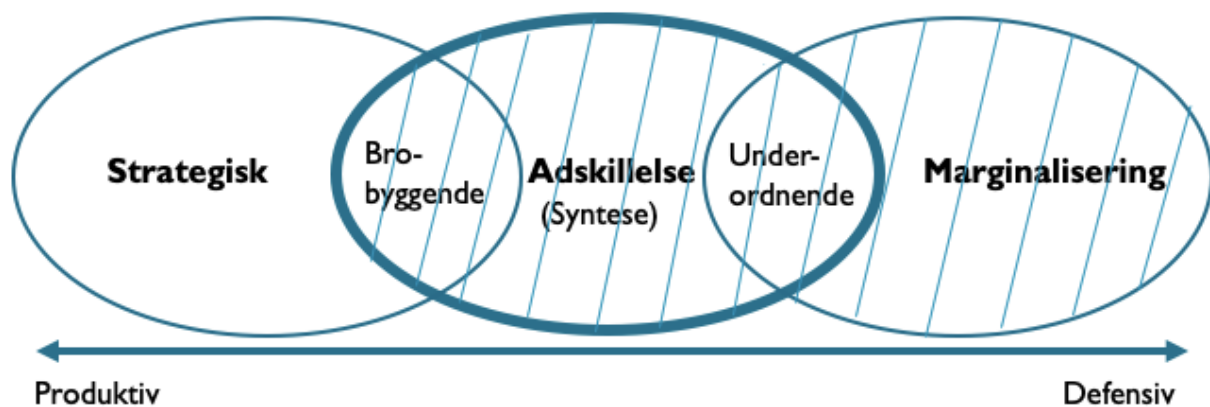 Strategisk
Bro-
byggende
Adskillelse
(Syntese)
Under-
ordnende
Marginalisering
Produktiv
Defensiv